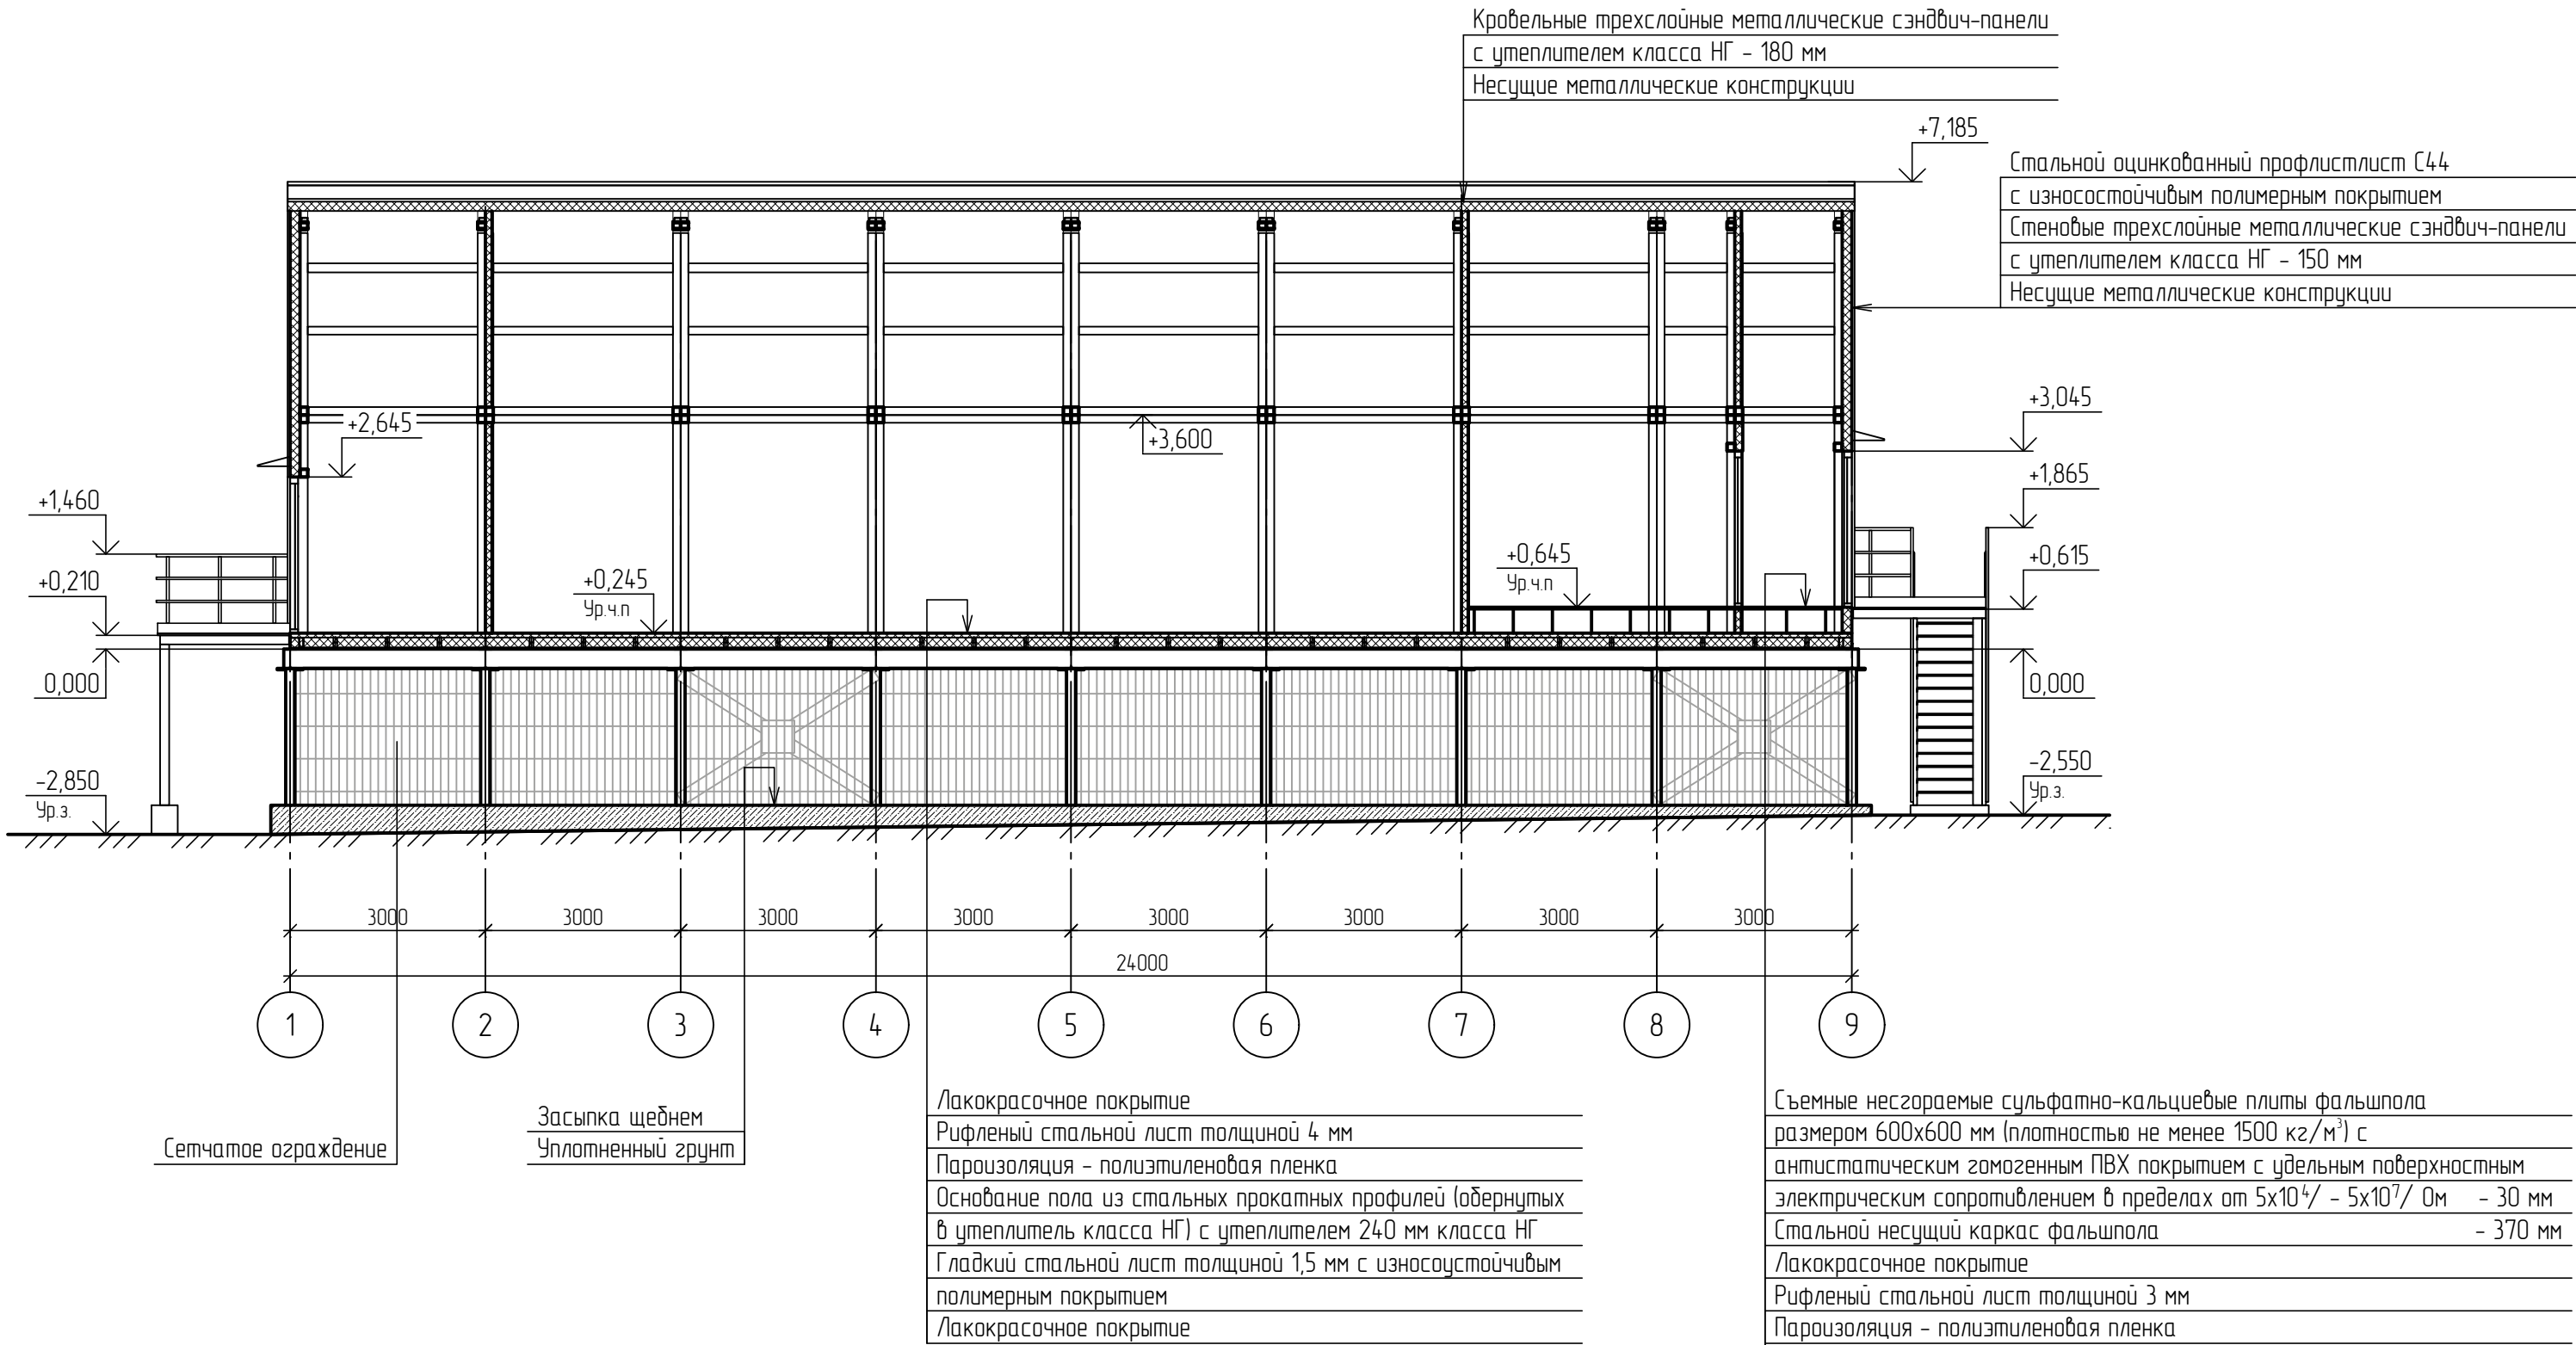 Кровельные трехслойные металлические сэндвич-панели
с утеплителем класса НГ - 180 мм
Несущие металлические конструкции
+7,185
Стальной оцинкованный профлистлист С44
с износостойчивым полимерным покрытием
Стеновые трехслойные металлические сэндвич-панели
с утеплителем класса НГ - 150 мм
Несущие металлические конструкции
+2,645
+3,600
+3,045
+1,460
+1,865
+0,210
+0,245
Ур.ч.п
+0,645
Ур.ч.п
+0,615
0,000
0,000
-2,850
Ур.з.
-2,550
Ур.з.
3000 3000 3000 3000 3000 3000 3000 3000
24000
1 2 3 4 5 6 7 8 9
Сетчатое ограждение
Засыпка щебнем
Уплотненный грунт
Лакокрасочное покрытие
Рифленый стальной лист толщиной 4 мм
Пароизоляция - полиэтиленовая пленка
Основание пола из стальных прокатных профилей (обернутых
в утеплитель класса НГ) с утеплителем 240 мм класса НГ
Гладкий стальной лист толщиной 1,5 мм с износоустойчивым
полимерным покрытием
Лакокрасочное покрытие
Съемные несгораемые сульфатно-кальциевые плиты фальшпола
размером 600х600 мм (плотностью не менее 1500 кг/м³) с
антистатическим гомогенным ПВХ покрытием с удельным поверхностным
электрическим сопротивлением в пределах от 5х10⁴/ - 5х10⁷/ Ом - 30 мм
Стальной несущий каркас фальшпола - 370 мм
Лакокрасочное покрытие
Рифленый стальной лист толщиной 3 мм
Пароизоляция - полиэтиленовая пленка